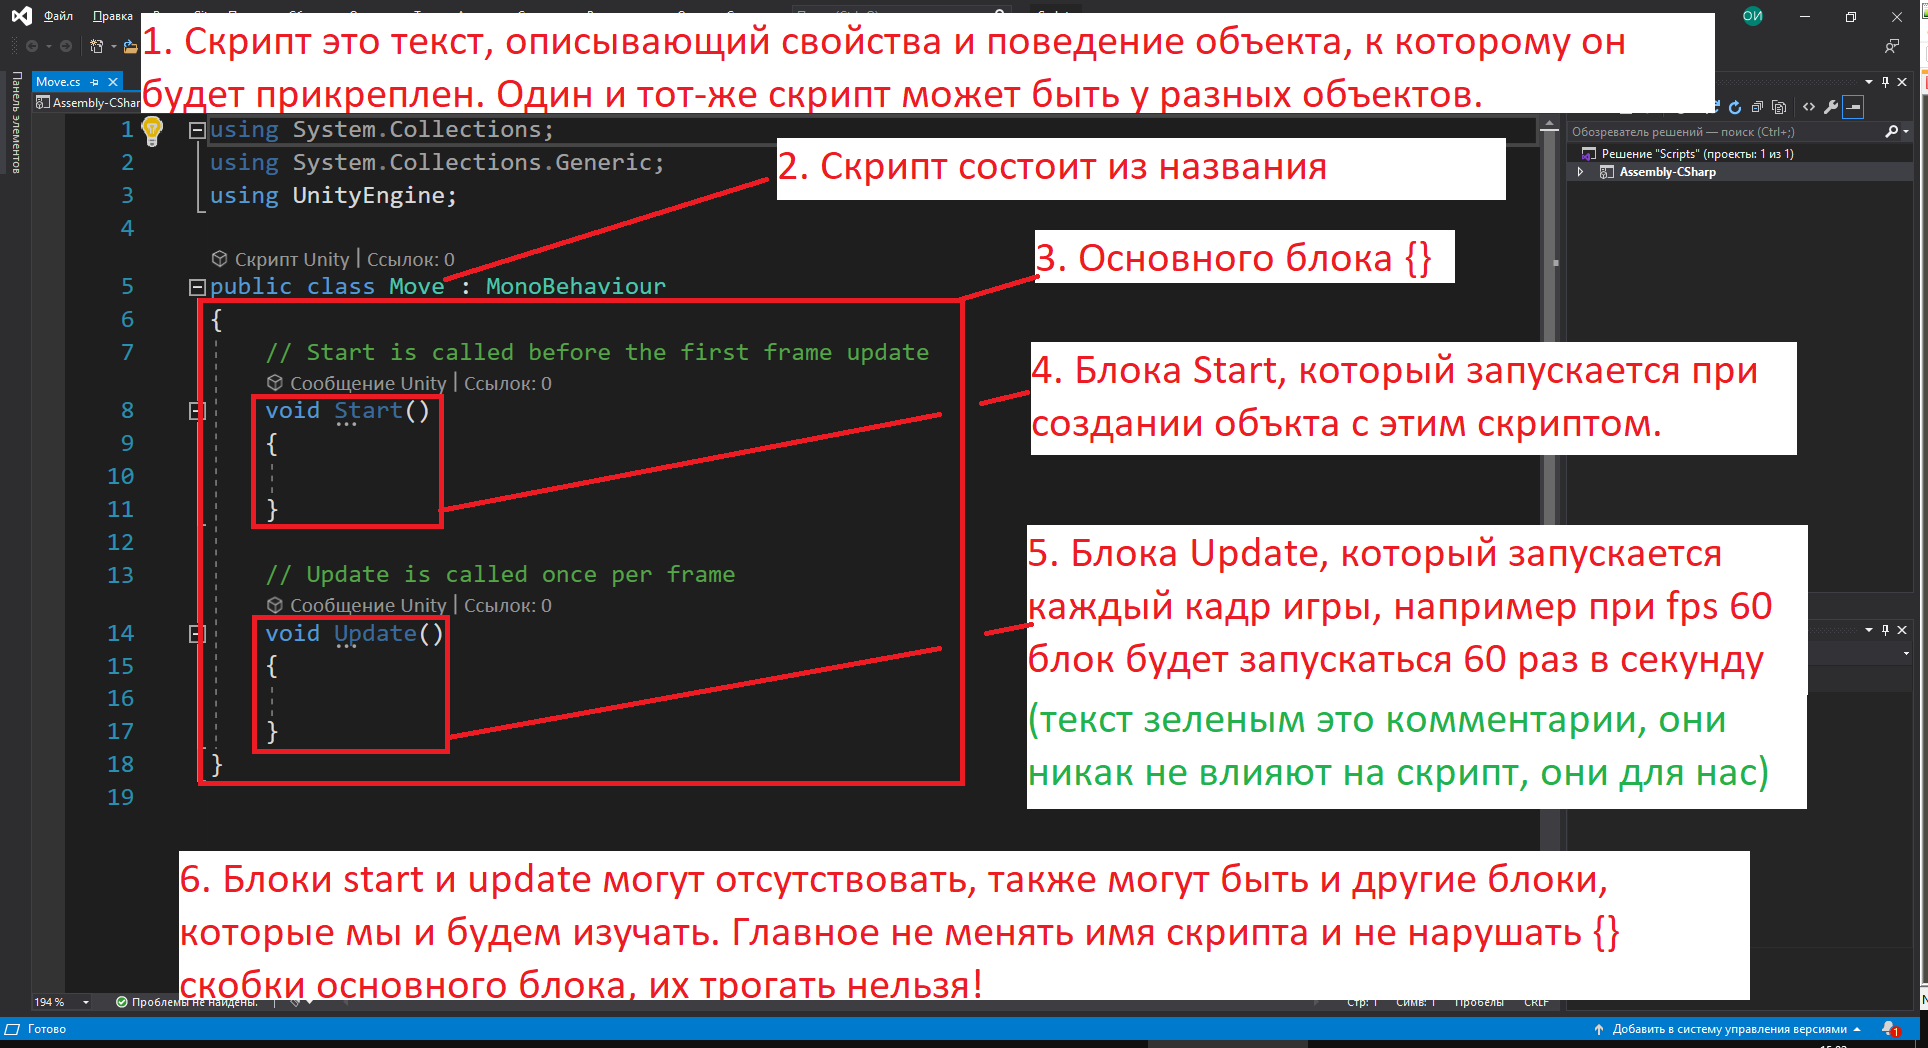 Файл Правка
ОИ
1. Скрипт это текст, описывающий свойства и поведение объекта, к которому он
будет прикреплен. Один и тот-же скрипт может быть у разных объектов.
Панель элементов
Move.cs
Assembly-CShar
Обозреватель решений — поиск (Ctrl+;)
Решение "Scripts" (проекты: 1 из 1)
Assembly-CSharp
1 using System.Collections;
2 using System.Collections.Generic;
3 using UnityEngine;
4
2. Скрипт состоит из названия
3. Основного блока {}
Скрипт Unity | Ссылок: 0
5 public class Move : MonoBehaviour
6 {
7 // Start is called before the first frame update
Сообщение Unity | Ссылок: 0
8 void Start()
9 {
10
11 }
12
4. Блока Start, который запускается при
создании объкта с этим скриптом.
13 // Update is called once per frame
Сообщение Unity | Ссылок: 0
14 void Update()
15 {
16
17 }
18 }
19
5. Блока Update, который запускается
каждый кадр игры, например при fps 60
блок будет запускаться 60 раз в секунду
(текст зеленым это комментарии, они
никак не влияют на скрипт, они для нас)
6. Блоки start и update могут отсутствовать, также могут быть и другие блоки,
которые мы и будем изучать. Главное не менять имя скрипта и не нарушать {}
скобки основного блока, их трогать нельзя!
194 % Проблемы не найдены. Стр: 1 Симв: 1 Пробелы CRLF
Готово Добавить в систему управления версиями 1